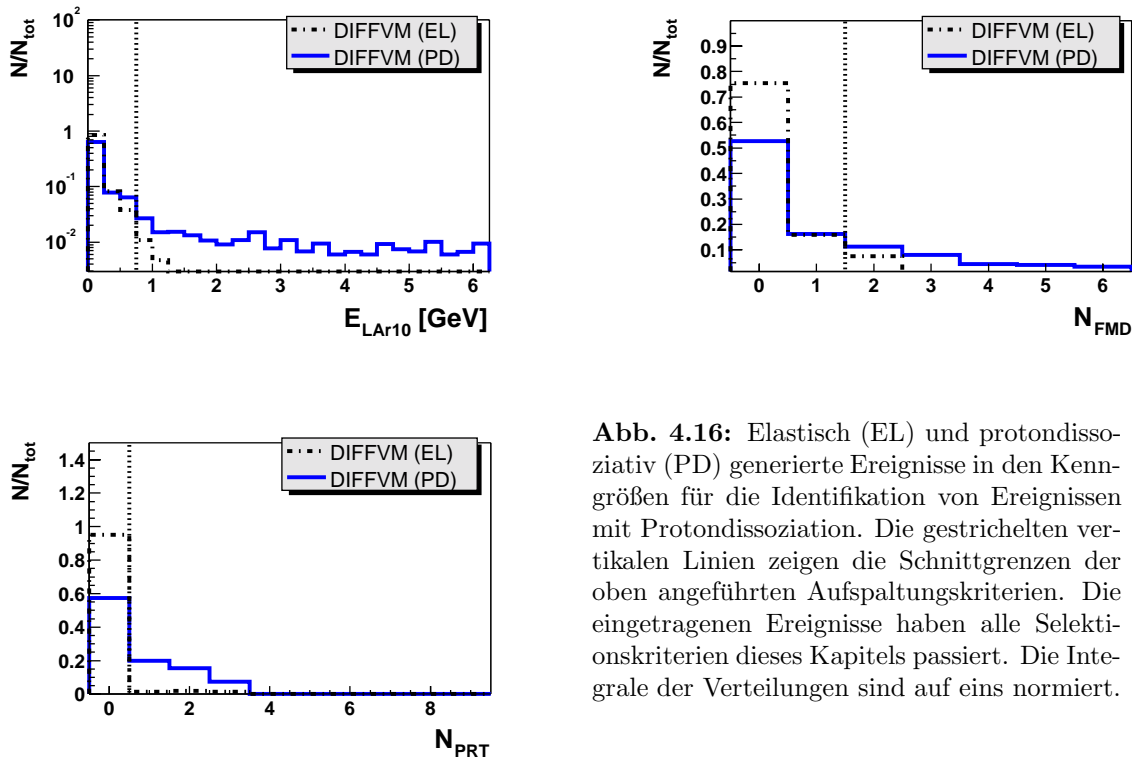 N/N_tot
10^2
10
1
10^-1
10^-2
DIFFVM (EL)
DIFFVM (PD)
0 1 2 3 4 5 6
E_LAr10 [GeV]
N/N_tot
0.9
0.8
0.7
0.6
0.5
0.4
0.3
0.2
0.1
DIFFVM (EL)
DIFFVM (PD)
0 1 2 3 4 5 6
N_FMD
N/N_tot
1.4
1.2
1
0.8
0.6
0.4
0.2
0
DIFFVM (EL)
DIFFVM (PD)
0 2 4 6 8
N_PRT
Abb. 4.16: Elastisch (EL) und protondisso-
ziativ (PD) generierte Ereignisse in den Kenn-
größen für die Identifikation von Ereignissen
mit Protondissoziation. Die gestrichelten ver-
tikalen Linien zeigen die Schnittgrenzen der
oben angeführten Aufspaltungskriterien. Die
eingetragenen Ereignisse haben alle Selekti-
onskriterien dieses Kapitels passiert. Die Inte-
grale der Verteilungen sind auf eins normiert.